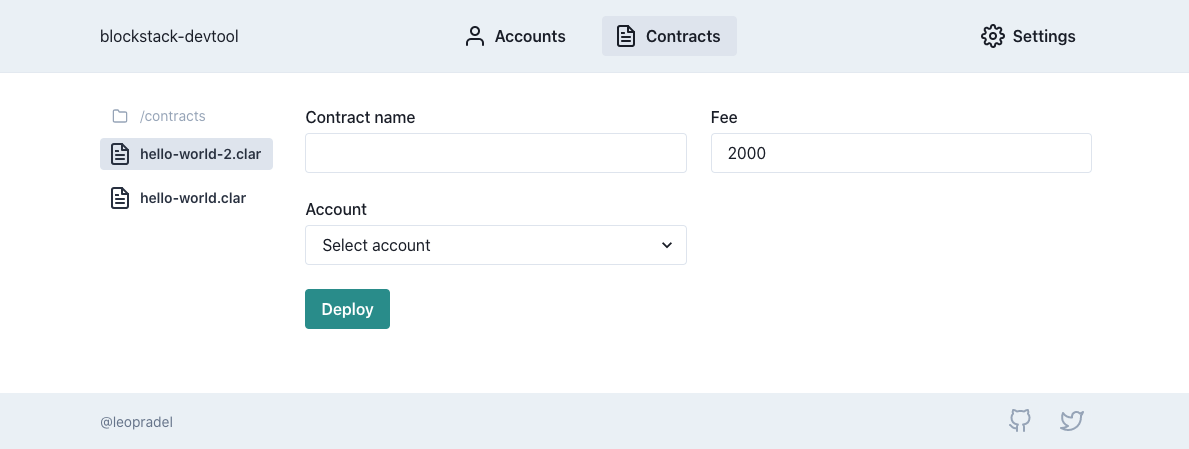 blockstack-devtool
Accounts
Contracts
Settings
/contracts
hello-world-2.clar
hello-world.clar
Contract name
Fee
2000
Account
Select account
Deploy
@leopradel